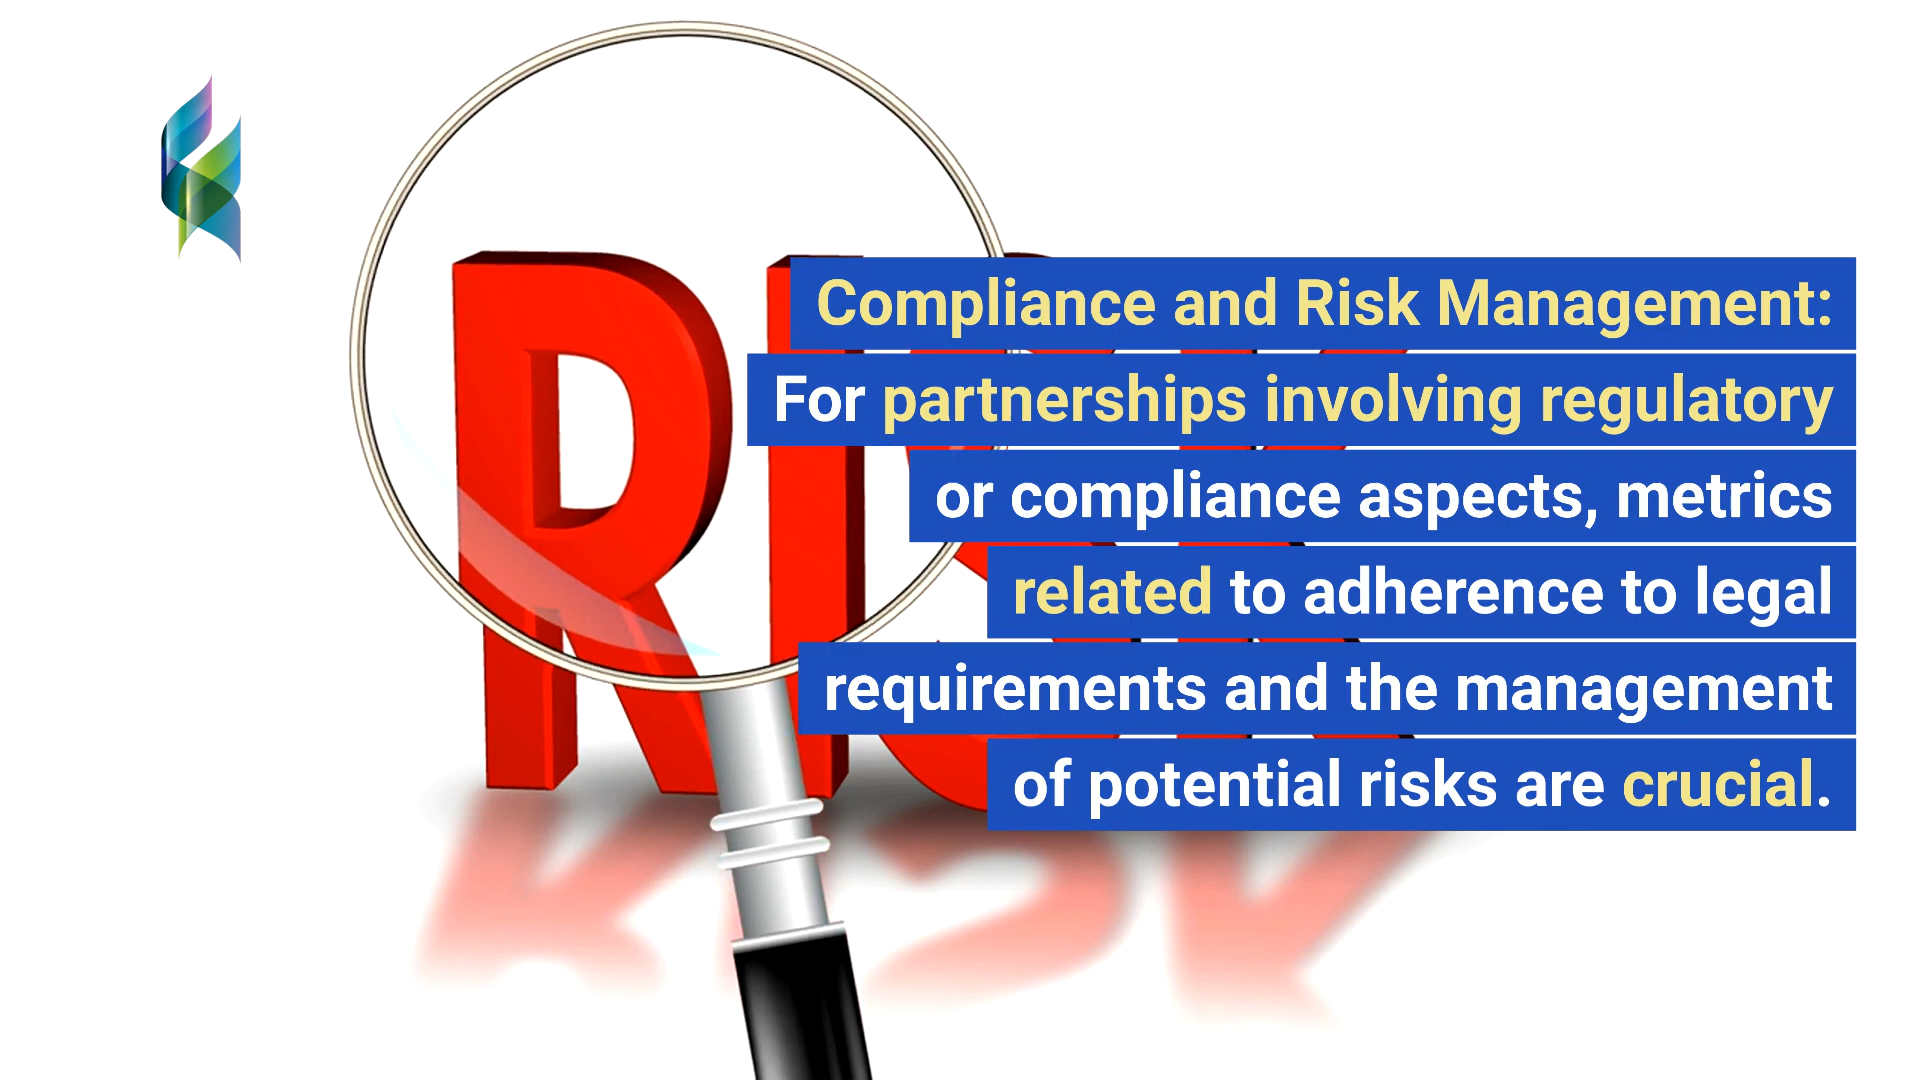 RISK
Compliance and Risk Management:
For partnerships involving regulatory
or compliance aspects, metrics
related to adherence to legal
requirements and the management
of potential risks are crucial.